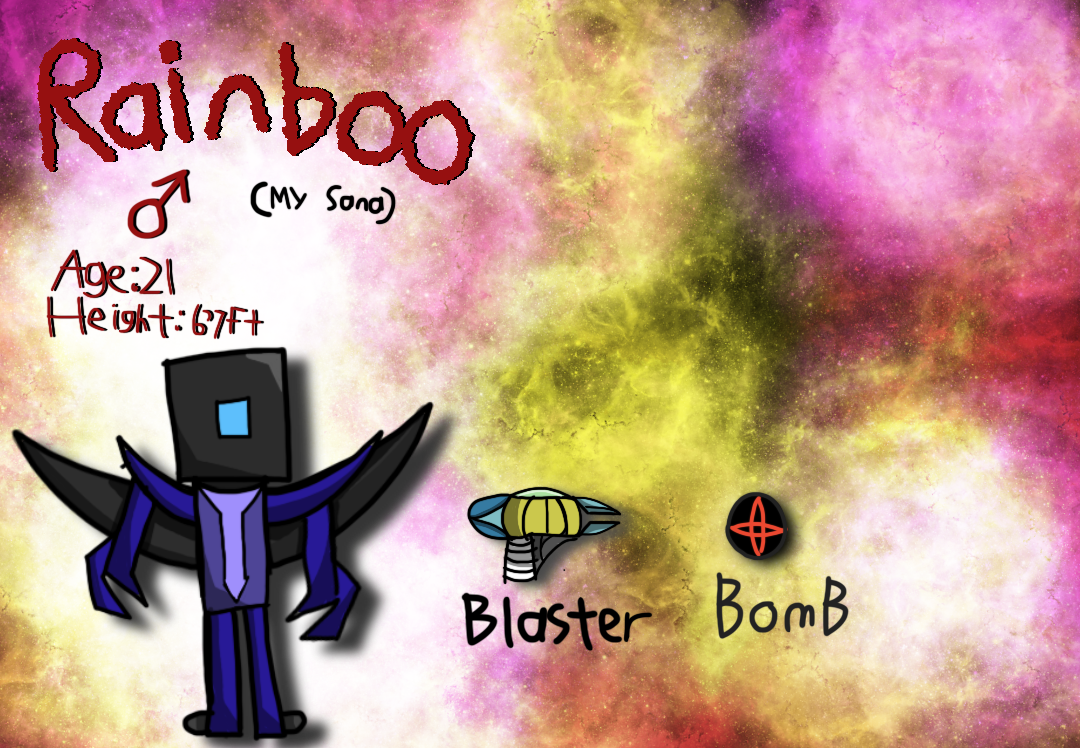 Rainboo
♂
(My Sona)
Age:21
Height: 6'7Ft
Blaster
BomB